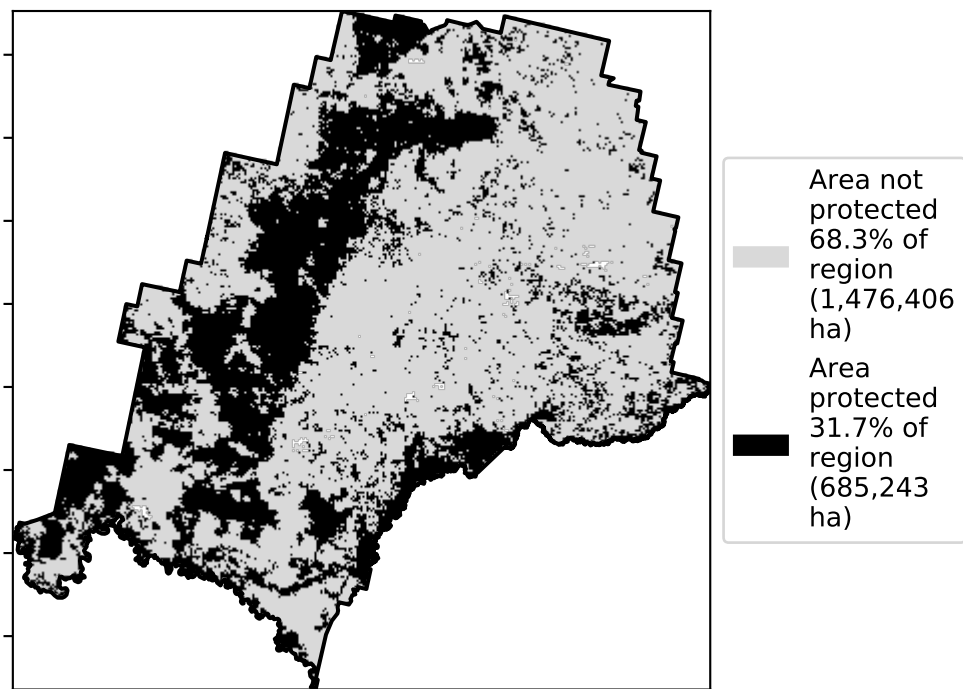 Area not
protected
68.3% of
region
(1,476,406
ha)
Area
protected
31.7% of
region
(685,243
ha)